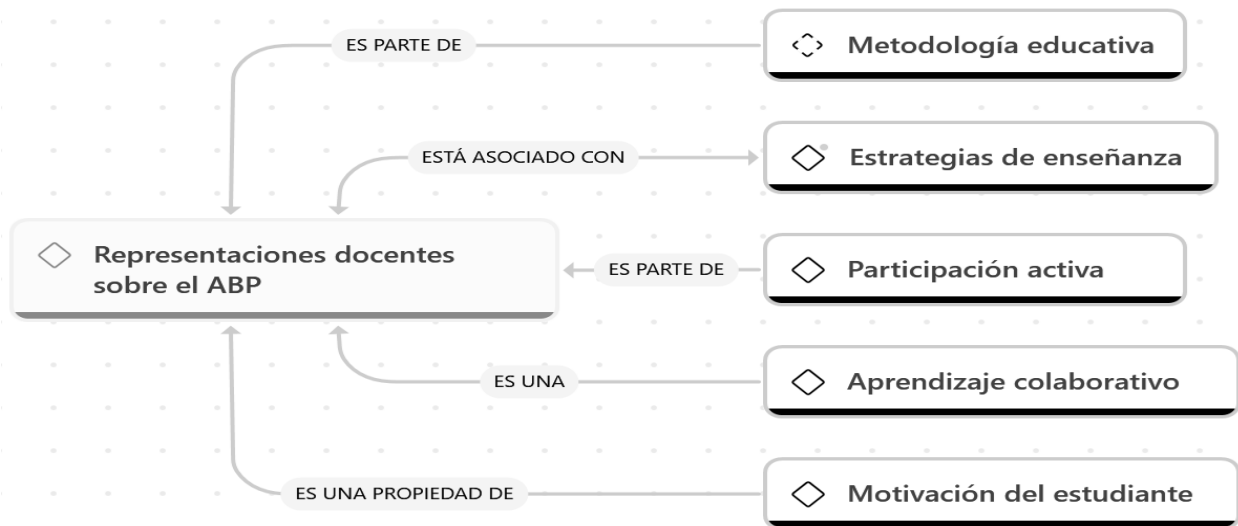 ES PARTE DE
Metodología educativa
ESTÁ ASOCIADO CON
Estrategias de enseñanza
Representaciones docentes
sobre el ABP
ES PARTE DE
Participación activa
ES UNA
Aprendizaje colaborativo
ES UNA PROPIEDAD DE
Motivación del estudiante